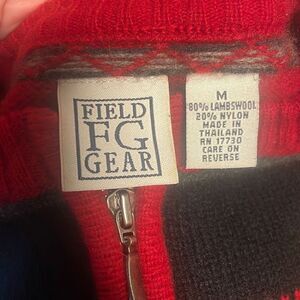 FIELD
FG
GEAR
M
80% LAMBSWOOL
20% NYLON
MADE IN
THAILAND
RN 17730
CARE ON
REVERSE